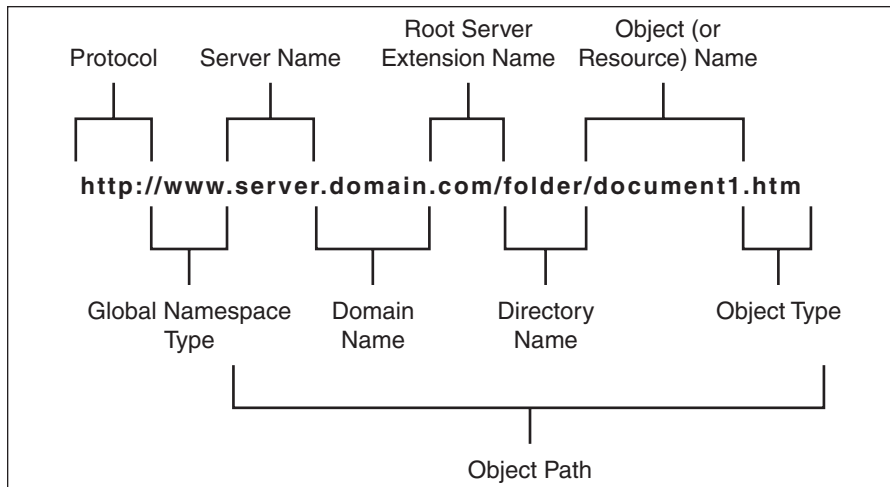 Protocol
Server Name
Root Server
Extension Name
Object (or
Resource) Name
http://www.server.domain.com/folder/document1.htm
Global Namespace
Type
Domain
Name
Directory
Name
Object Type
Object Path